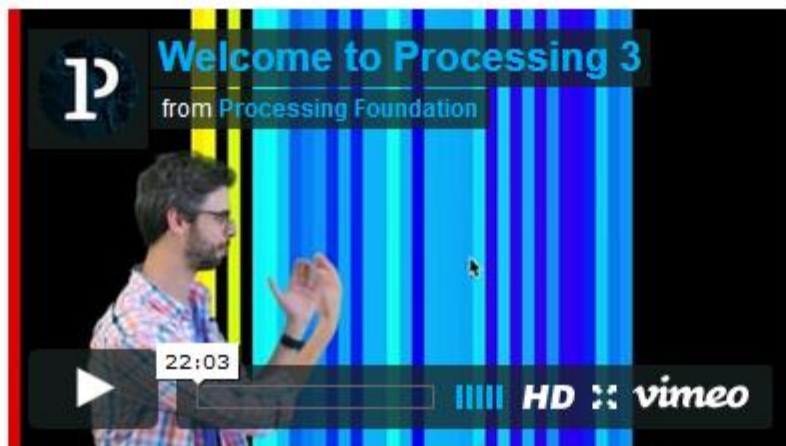 Welcome to Processing 3
from Processing Foundation
22:03
HD vimeo